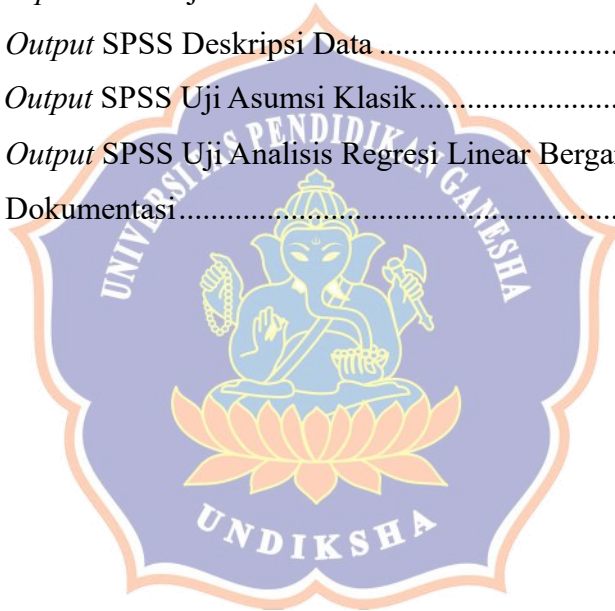 Output SPSS Deskripsi Data ..............................
Output SPSS Uji Asumsi Klasik..............................
Output SPSS Uji Analisis Regresi Linear
Dokumentasi..............................
UNIVERSITAS PENDIDIKAN GANESHA
UNDIKSHA